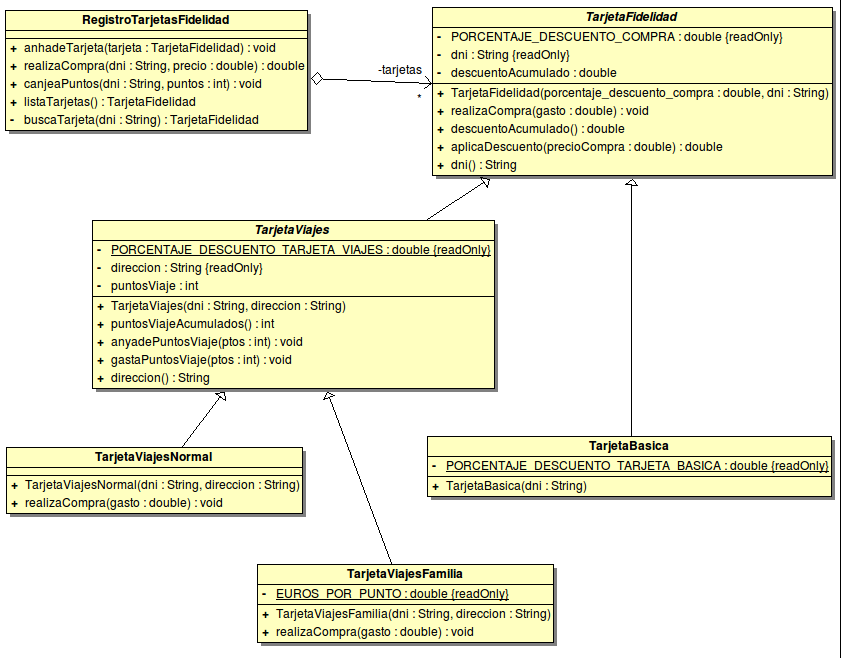 RegistroTarjetasFidelidad
+ anhadeTarjeta(tarjeta : TarjetaFidelidad) : void
+ realizaCompra(dni : String, precio : double) : double
+ canjeaPuntos(dni : String, puntos : int) : void
+ listaTarjetas() : TarjetaFidelidad
- buscaTarjeta(dni : String) : TarjetaFidelidad
-tarjetas
*
TarjetaFidelidad
- PORCENTAJE_DESCUENTO_COMPRA : double {readOnly}
- dni : String {readOnly}
- descuentoAcumulado : double
+ TarjetaFidelidad(porcentaje_descuento_compra : double, dni : String)
+ realizaCompra(gasto : double) : void
+ descuentoAcumulado() : double
+ aplicaDescuento(precioCompra : double) : double
+ dni() : String
TarjetaViajes
- PORCENTAJE_DESCUENTO_TARJETA_VIAJES : double {readOnly}
- direccion : String {readOnly}
- puntosViaje : int
+ TarjetaViajes(dni : String, direccion : String)
+ puntosViajeAcumulados() : int
+ anyadePuntosViaje(ptos : int) : void
+ gastaPuntosViaje(ptos : int) : void
+ direccion() : String
TarjetaViajesNormal
+ TarjetaViajesNormal(dni : String, direccion : String)
+ realizaCompra(gasto : double) : void
TarjetaBasica
- PORCENTAJE_DESCUENTO_TARJETA_BASICA : double {readOnly}
+ TarjetaBasica(dni : String)
TarjetaViajesFamilia
- EUROS_POR_PUNTO : double {readOnly}
+ TarjetaViajesFamilia(dni : String, direccion : String)
+ realizaCompra(gasto : double) : void